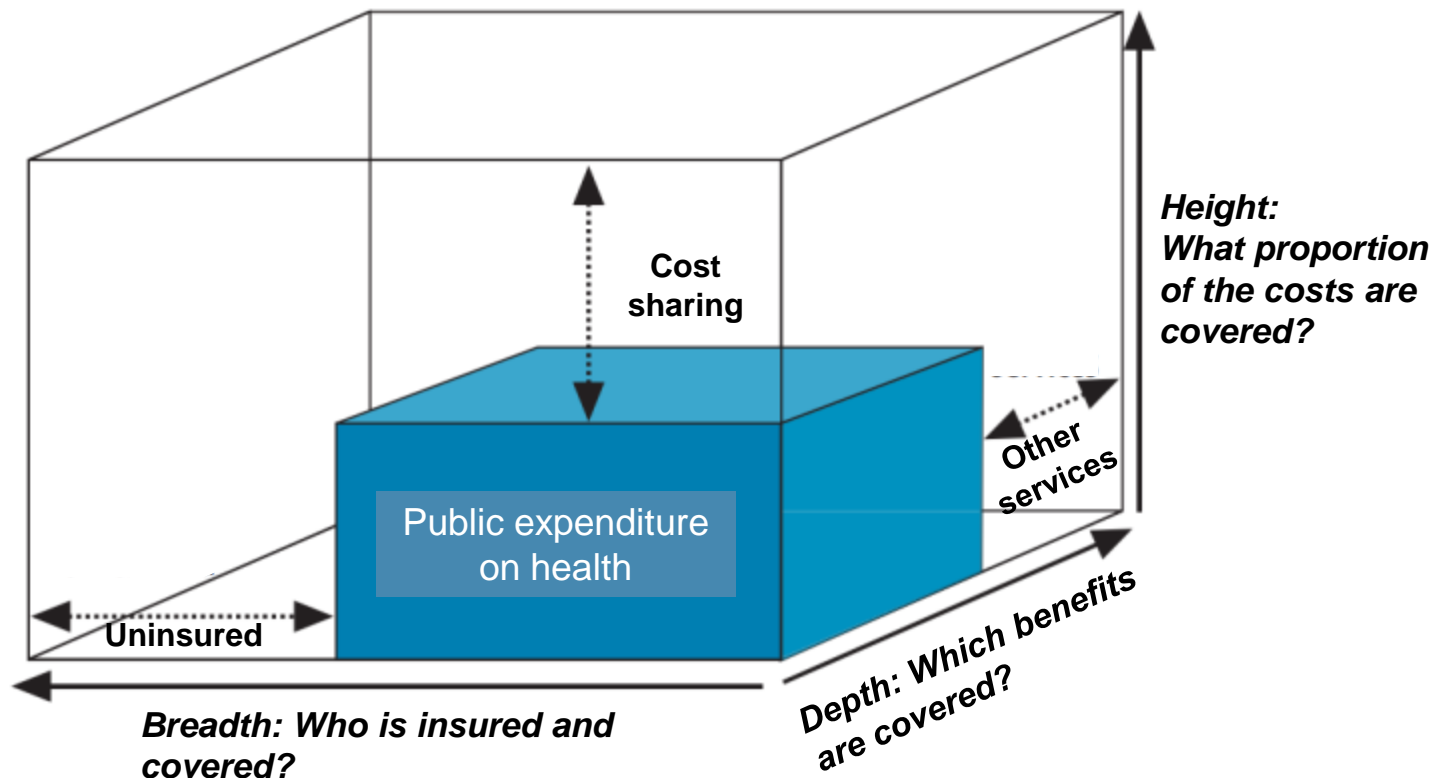 Height:
What proportion
of the costs are
covered?
Cost
sharing
Other
services
Public expenditure
on health
Uninsured
Depth: Which benefits
are covered?
Breadth: Who is insured and
covered?